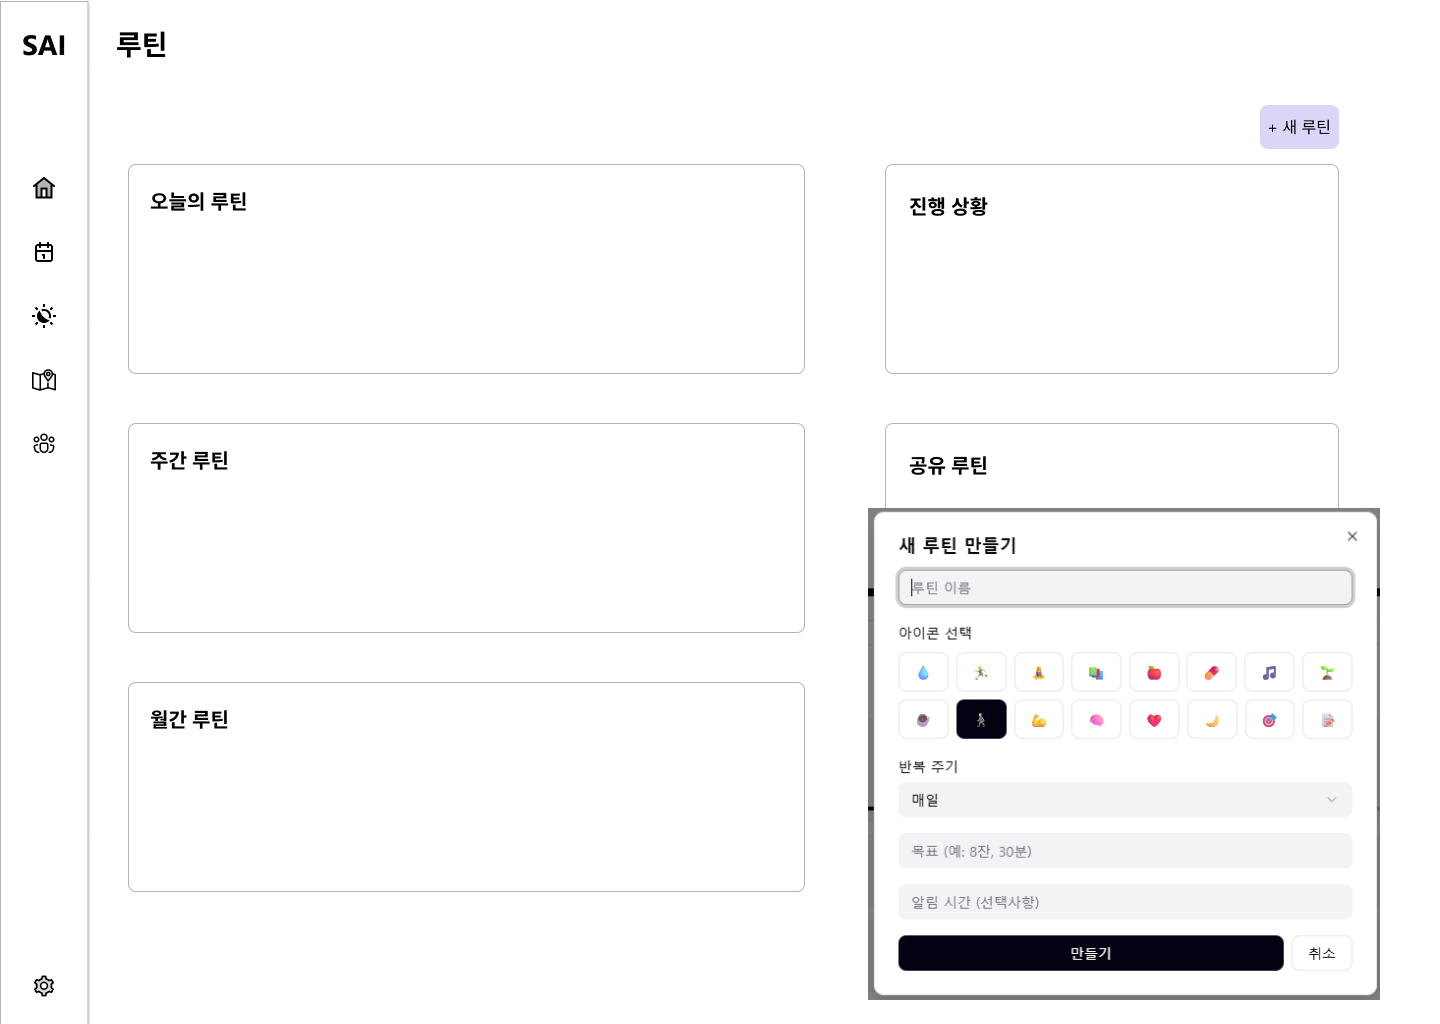 SAI
루틴
+ 새 루틴
오늘의 루틴
진행 상황
주간 루틴
공유 루틴
월간 루틴
새 루틴 만들기
×
루틴 이름
아이콘 선택
반복 주기
매일
목표 (예: 8잔, 30분)
알림 시간 (선택사항)
만들기
취소